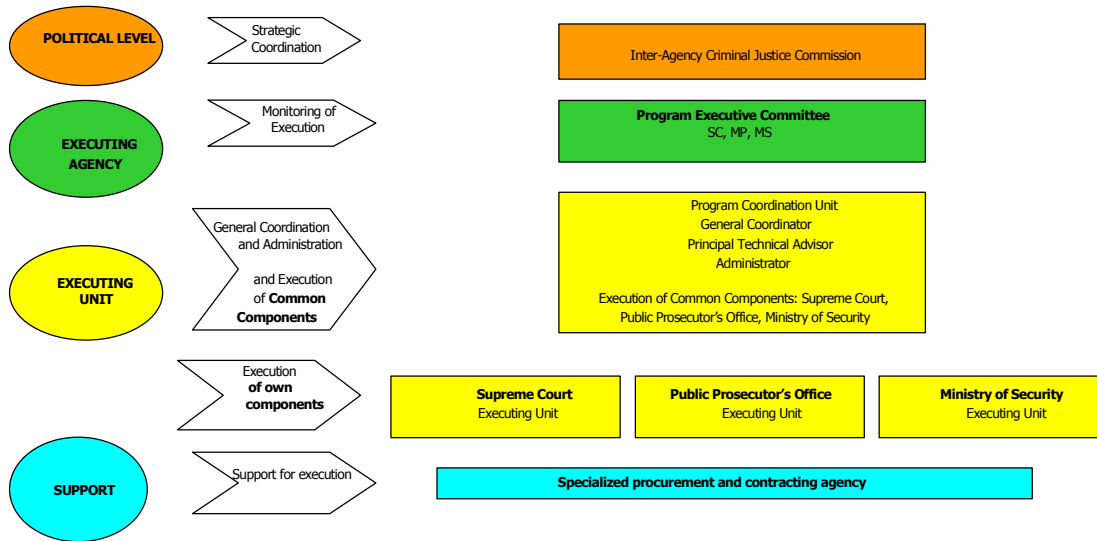 POLITICAL LEVEL
Strategic
Coordination
Inter-Agency Criminal Justice Commission
EXECUTING
AGENCY
Monitoring of
Execution
Program Executive Committee
SC, MP, MS
EXECUTING
UNIT
General Coordination
and Administration
and Execution
of Common
Components
Program Coordination Unit
General Coordinator
Principal Technical Advisor
Administrator
Execution of Common Components: Supreme Court,
Public Prosecutor's Office, Ministry of Security
Execution
of own
components
Supreme Court
Executing Unit
Public Prosecutor's Office
Executing Unit
Ministry of Security
Executing Unit
SUPPORT
Support for execution
Specialized procurement and contracting agency